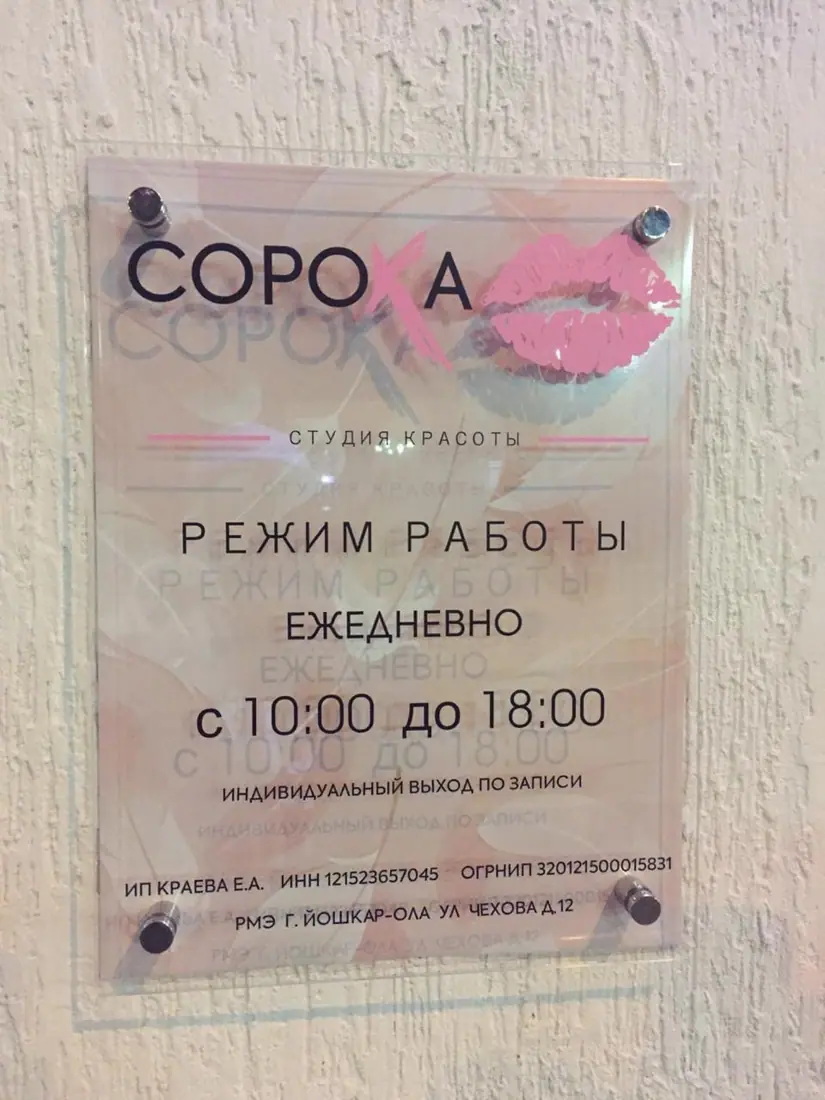 СОРОКА
СТУДИЯ КРАСОТЫ
РЕЖИМ РАБОТЫ
ЕЖЕДНЕВНО
с 10:00 до 18:00
ИНДИВИДУАЛЬНЫЙ ВЫХОД ПО ЗАПИСИ
ИП КРАЕВА Е.А. ИНН 121523657045 ОГРНИП 320121500015831
РМЭ Г. ЙОШКАР-ОЛА УЛ ЧЕХОВА Д.12